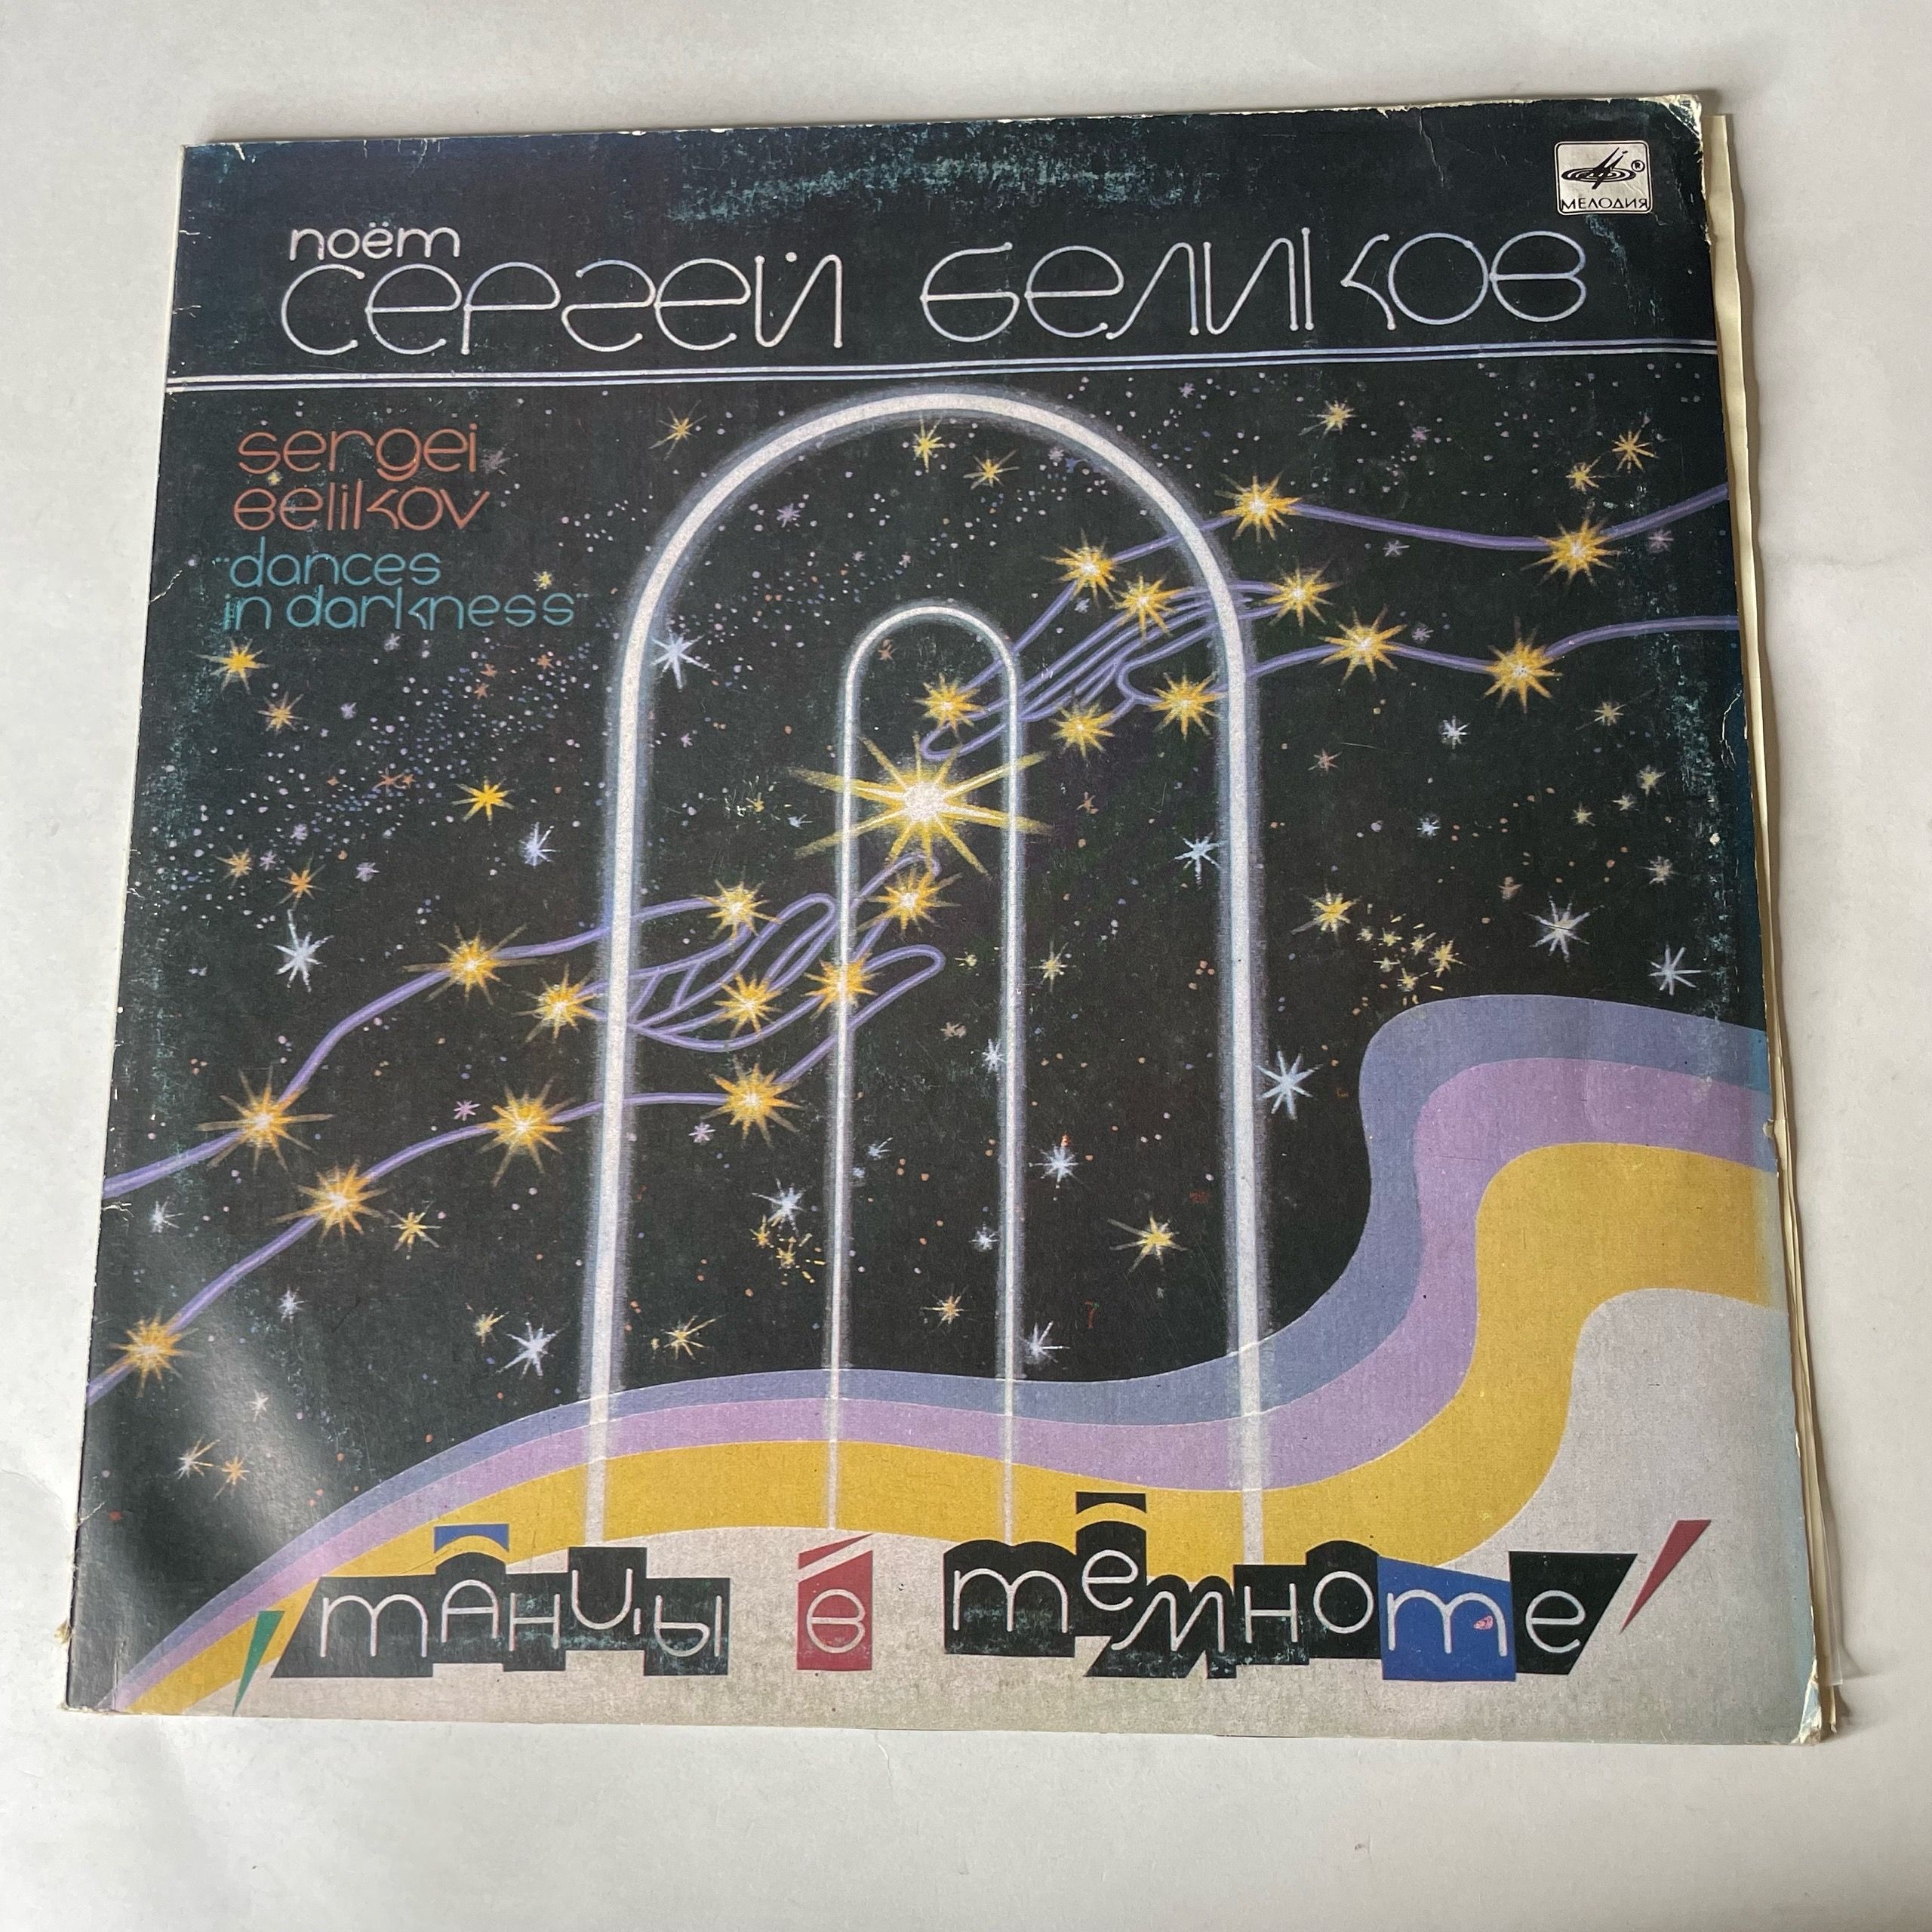 МЕЛОДИЯ
поёт
Сергей Беликов
sergei
belikov
"dances
in darkness"
танцы в темноте